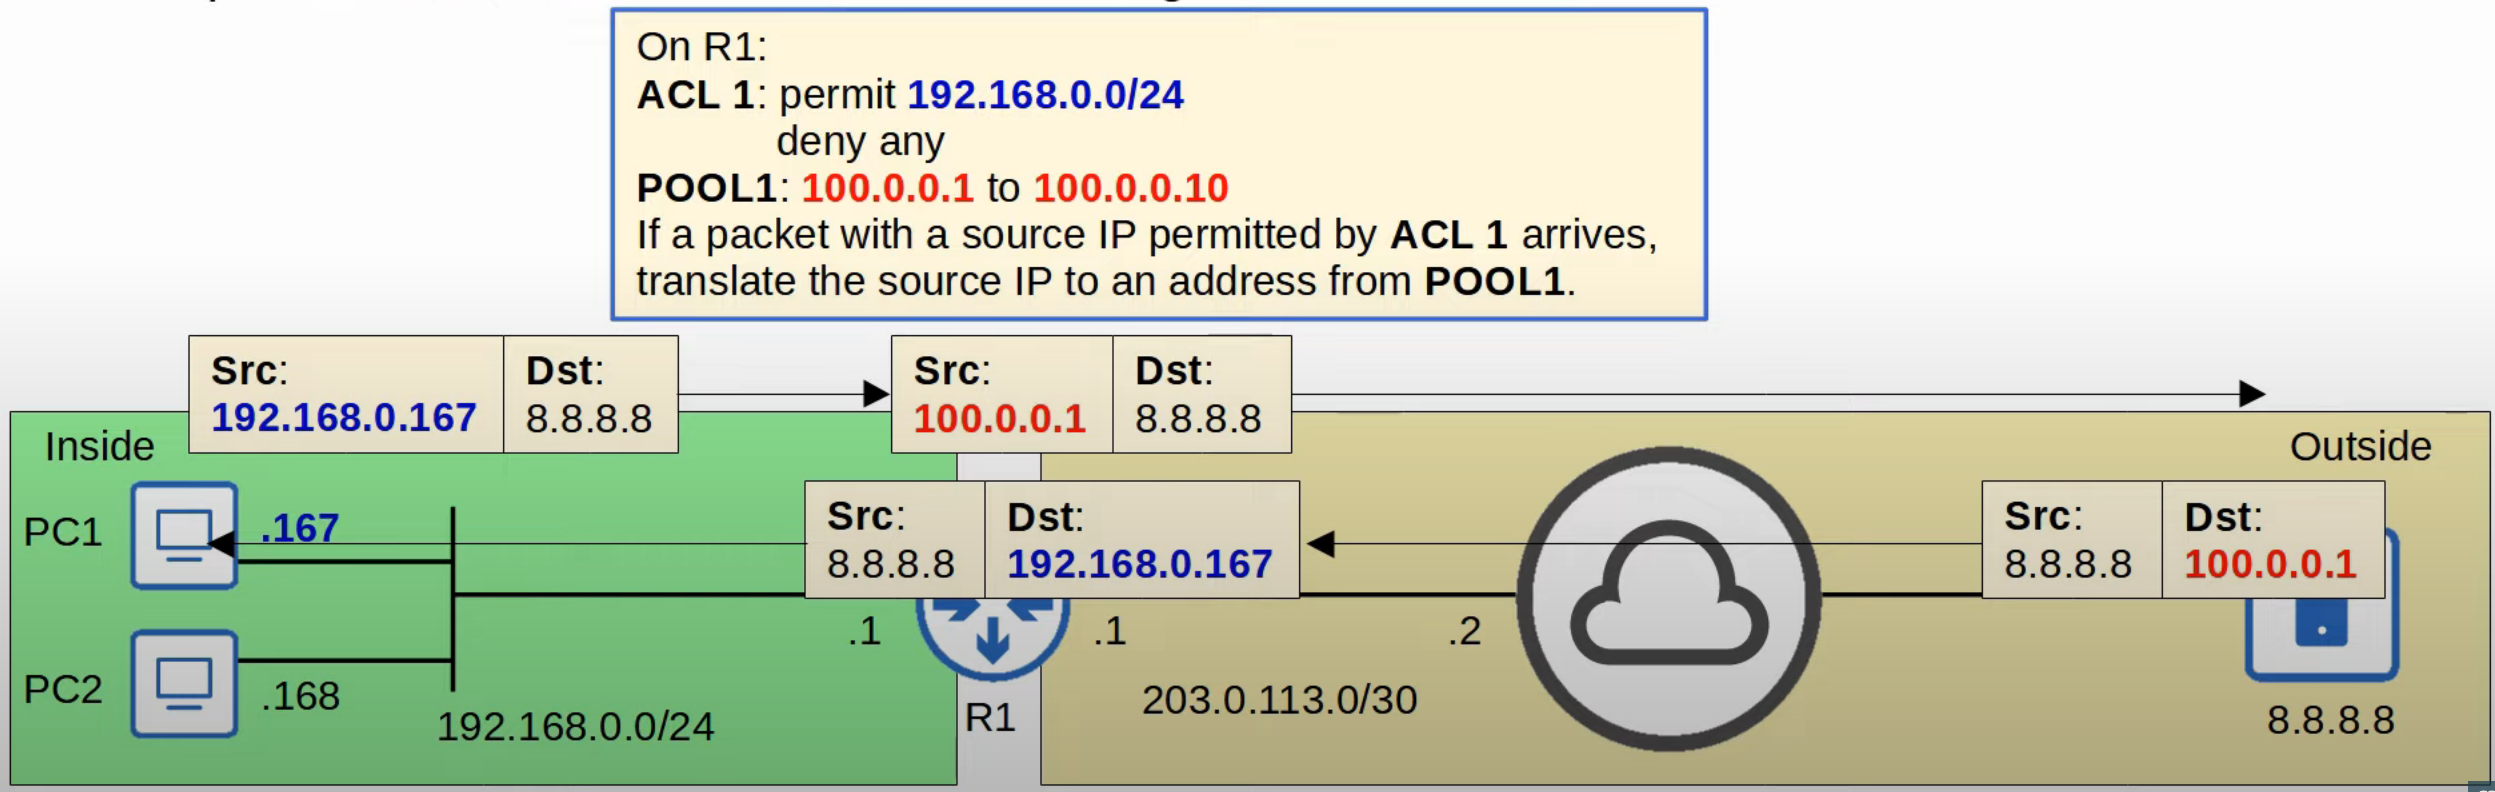 On R1:
ACL 1: permit 192.168.0.0/24
deny any
POOL1: 100.0.0.1 to 100.0.0.10
If a packet with a source IP permitted by ACL 1 arrives,
translate the source IP to an address from POOL1.
Src: Dst:
192.168.0.167 8.8.8.8
Src: Dst:
100.0.0.1 8.8.8.8
Inside
Outside
PC1
.167
Src: Dst:
8.8.8.8 192.168.0.167
Src: Dst:
8.8.8.8 100.0.0.1
.1
.1
.2
PC2
.168
192.168.0.0/24
R1
203.0.113.0/30
8.8.8.8